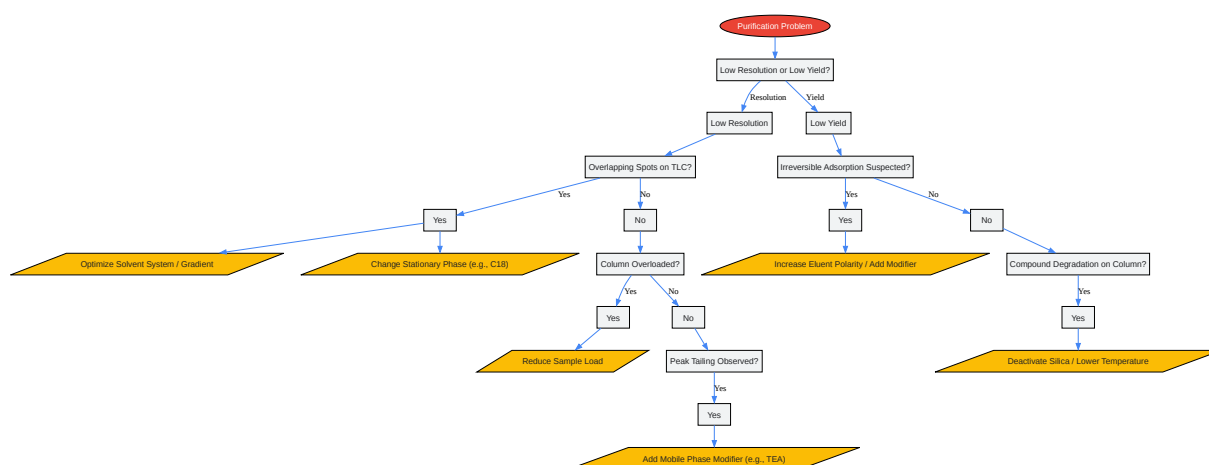 Purification Problem
Low Resolution or Low Yield?
Resolution
Yield
Low Resolution
Low Yield
Overlapping Spots on TLC?
Irreversible Adsorption Suspected?
Yes
No
Yes
No
Yes
No
Yes
No
Optimize Solvent System / Gradient
Change Stationary Phase (e.g., C18)
Column Overloaded?
Increase Eluent Polarity / Add Modifier
Compound Degradation on Column?
Yes
No
Yes
Yes
No
Yes
Reduce Sample Load
Peak Tailing Observed?
Deactivate Silica / Lower Temperature
Yes
Yes
Add Mobile Phase Modifier (e.g., TEA)